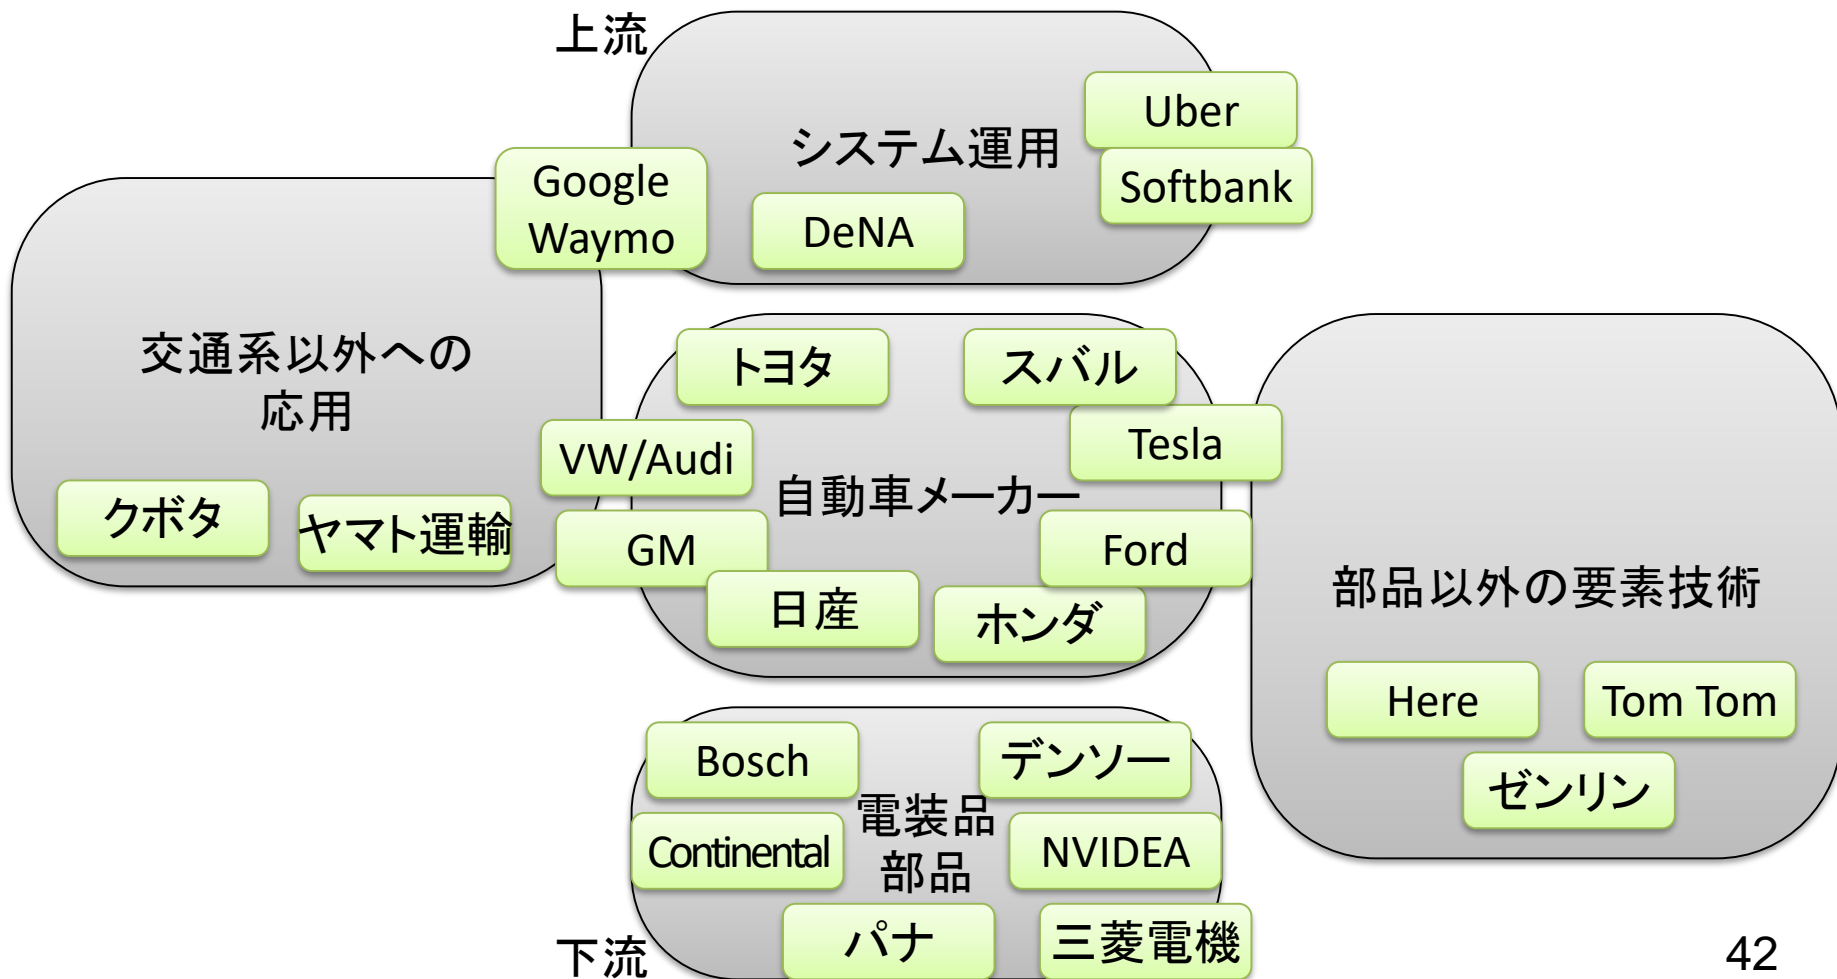 上流
システム運用
Uber
Softbank
Google
Waymo
DeNA
交通系以外への
応用
クボタ
ヤマト運輸
トヨタ
スバル
VW/Audi
Tesla
自動車メーカー
GM
Ford
日産
ホンダ
部品以外の要素技術
Here
Tom Tom
ゼンリン
Bosch
デンソー
電装品
部品
Continental
NVIDEA
パナ
三菱電機
下流
42